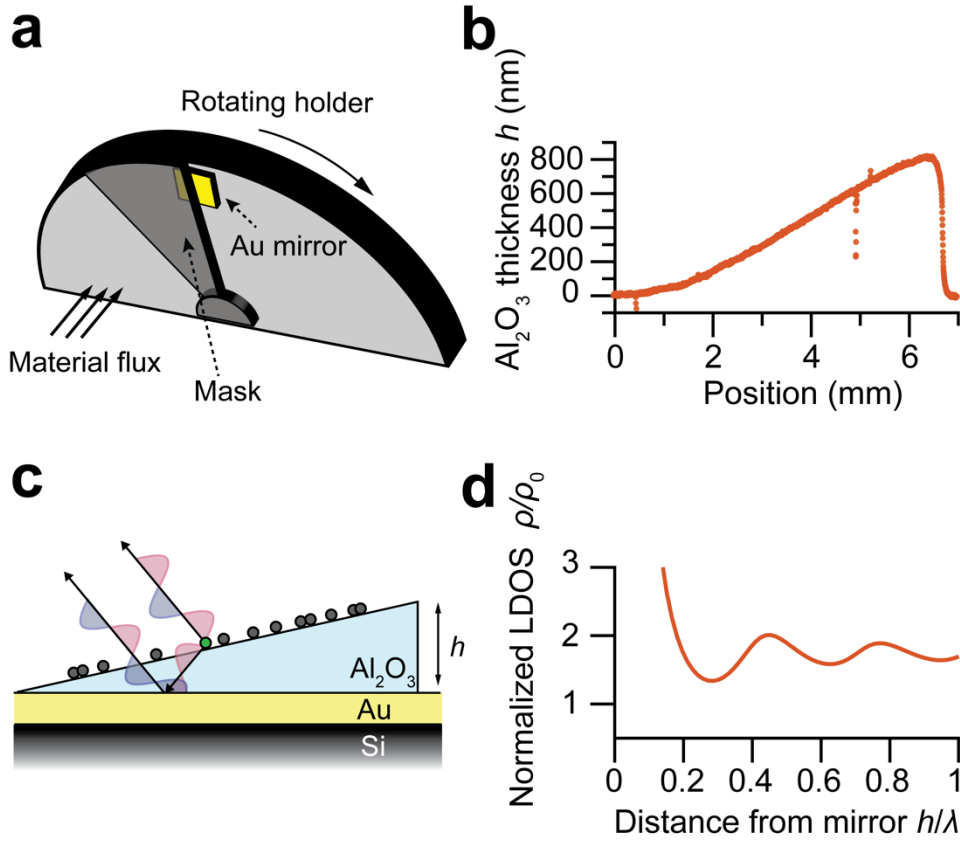 a
Rotating holder
Au mirror
Material flux
Mask
b
Al₂O₃ thickness h (nm)
800
600
400
200
0
0
2
4
6
Position (mm)
c
h
Al₂O₃
Au
Si
d
Normalized LDOS ρ/ρ₀
3
2
1
0
0.2
0.4
0.6
0.8
1
Distance from mirror h/λ